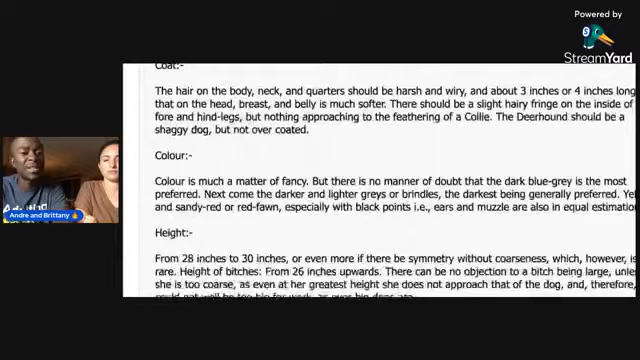 Powered by
StreamYard
Coat:-
The hair on the body, neck, and quarters should be harsh and wiry, and about 3 inches or 4 inches long
that on the head, breast, and belly is much softer. There should be a slight hairy fringe on the inside of
fore and hind-legs, but nothing approaching to the feathering of a Collie. The Deerhound should be a
shaggy dog, but not over coated.
Colour:-
Colour is much a matter of fancy. But there is no manner of doubt that the dark blue-grey is the most
preferred. Next come the darker and lighter greys or brindles, the darkest being generally preferred. Yel
and sandy-red or red-fawn, especially with black points i.e., ears and muzzle are also in equal estimatio
Andre and Brittany
Height:-
From 28 inches to 30 inches, or even more if there be symmetry without coarseness, which, however, is
rare. Height of bitches: From 26 inches upwards. There can be no objection to a bitch being large, unles
she is too coarse, as even at her greatest height she does not approach that of the dog, and, therefore,